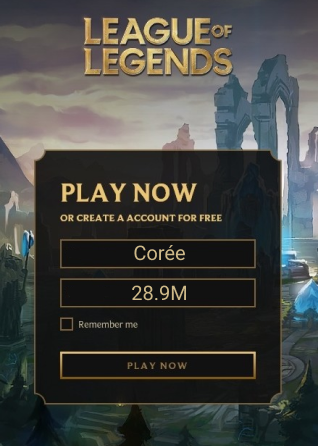 LEAGUE OF
LEGENDS
PLAY NOW
OR CREATE A ACCOUNT FOR FREE
Corée
28.9M
Remember me
PLAY NOW